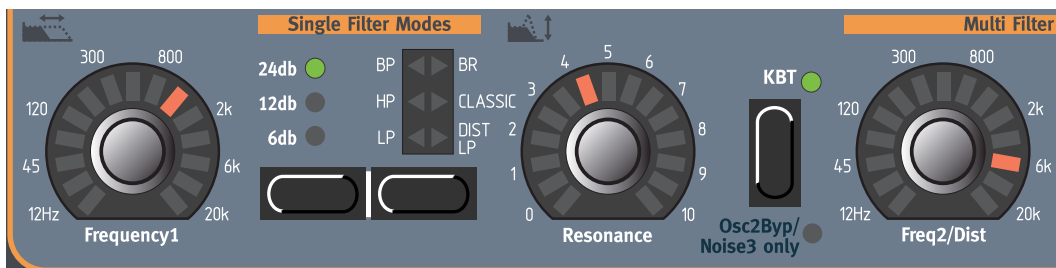 Single Filter Modes
Multi Filter
300 800
120 2k
45 6k
12Hz 20k
Frequency1
24db
12db
6db
BP BR
HP CLASSIC
LP DIST
LP
0 1 2 3 4 5 6 7 8 9 10
Resonance
KBT
Osc2Byp/
Noise3 only
300 800
120 2k
45 6k
12Hz 20k
Freq2/Dist